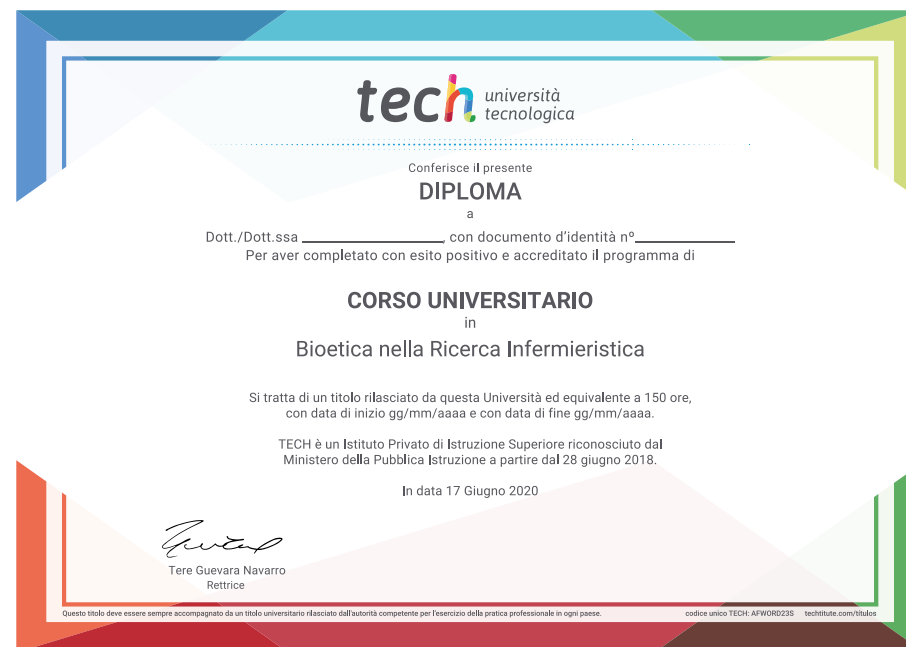 tech università
tecnologica
Conferisce il presente
DIPLOMA
a
Dott./Dott.ssa ____________________, con documento d'identità nº______________
Per aver completato con esito positivo e accreditato il programma di
CORSO UNIVERSITARIO
in
Bioetica nella Ricerca Infermieristica
Si tratta di un titolo rilasciato da questa Università ed equivalente a 150 ore,
con data di inizio gg/mm/aaaa e con data di fine gg/mm/aaaa.
TECH è un Istituto Privato di Istruzione Superiore riconosciuto dal
Ministero della Pubblica Istruzione a partire dal 28 giugno 2018.
In data 17 Giugno 2020
Tere Guevara Navarro
Rettrice
Questo titolo deve essere sempre accompagnato da un titolo universitario rilasciato dall'autorità competente per l'esercizio della pratica professionale in ogni paese. codice unico TECH: AFWORD23S techtitute.com/titulos